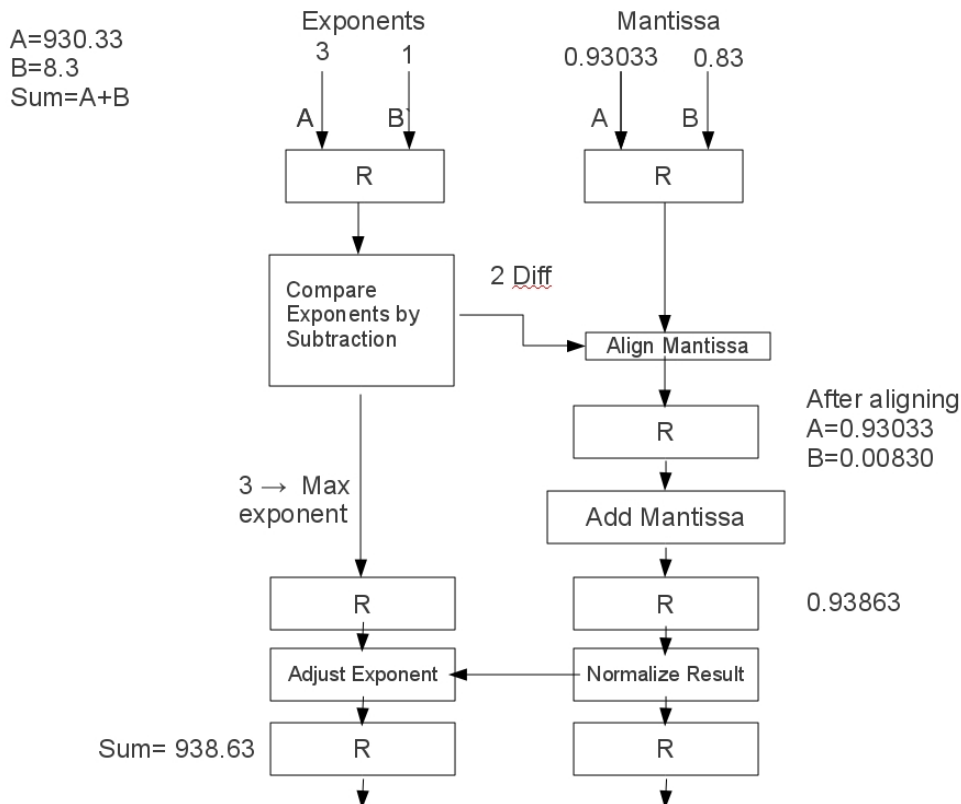 A=930.33
B=8.3
Sum=A+B
Exponents
3 1
A B`
R
Mantissa
0.93033 0.83
A B
R
Compare
Exponents by
Subtraction
2 Diff
Align Mantissa
R
After aligning
A=0.93033
B=0.00830
3 → Max
exponent
Add Mantissa
R
R
0.93863
Adjust Exponent
Normalize Result
Sum= 938.63
R
R